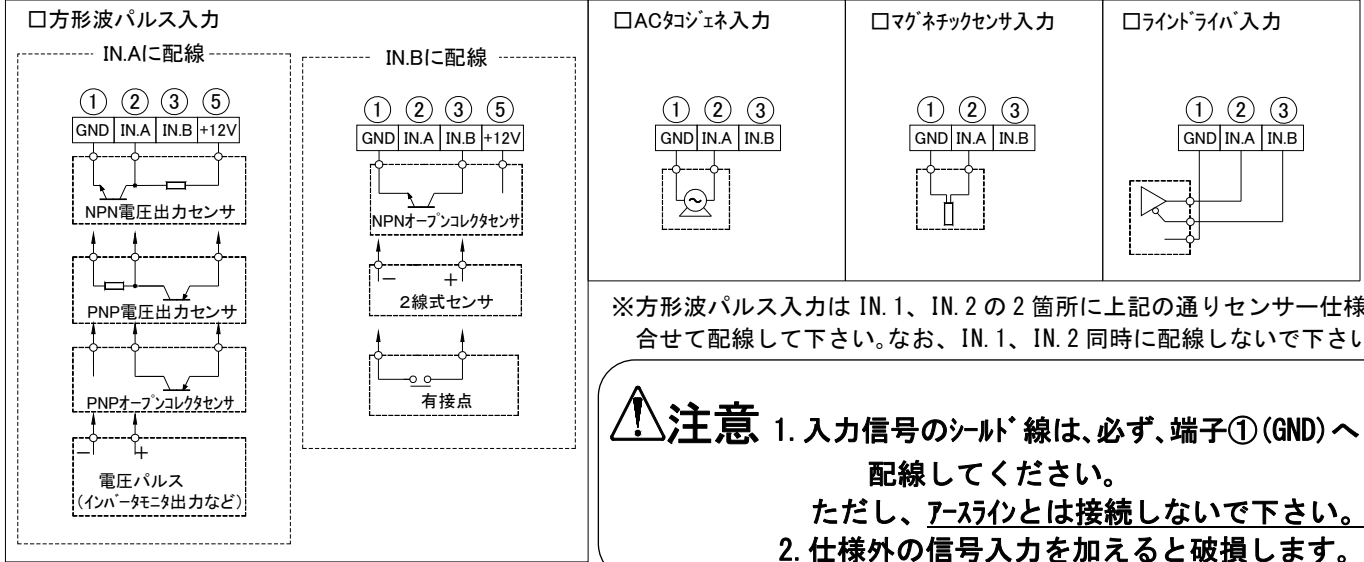 □方形波パルス入力
IN.Aに配線
① ② ③ ⑤
GND IN.A IN.B +12V
NPN電圧出力センサ
PNP電圧出力センサ
PNPオープンコレクタセンサ
− +
電圧パルス
(インバータモニタ出力など)
IN.Bに配線
① ② ③ ⑤
GND IN.A IN.B +12V
NPNオープンコレクタセンサ
− +
2線式センサ
有接点
□ACタコジェネ入力
① ② ③
GND IN.A IN.B
□マグネチックセンサ入力
① ② ③
GND IN.A IN.B
□ラインドライバ入力
① ② ③
GND IN.A IN.B
※方形波パルス入力は IN.1、IN.2 の 2 箇所に上記の通りセンサー仕様
合せて配線して下さい。なお、IN.1、IN.2 同時に配線しないで下さい
注意 1.入力信号のシールド線は、必ず、端子①(GND)へ
配線してください。
ただし、アースラインとは接続しないで下さい。
2.仕様外の信号入力を加えると破損します。